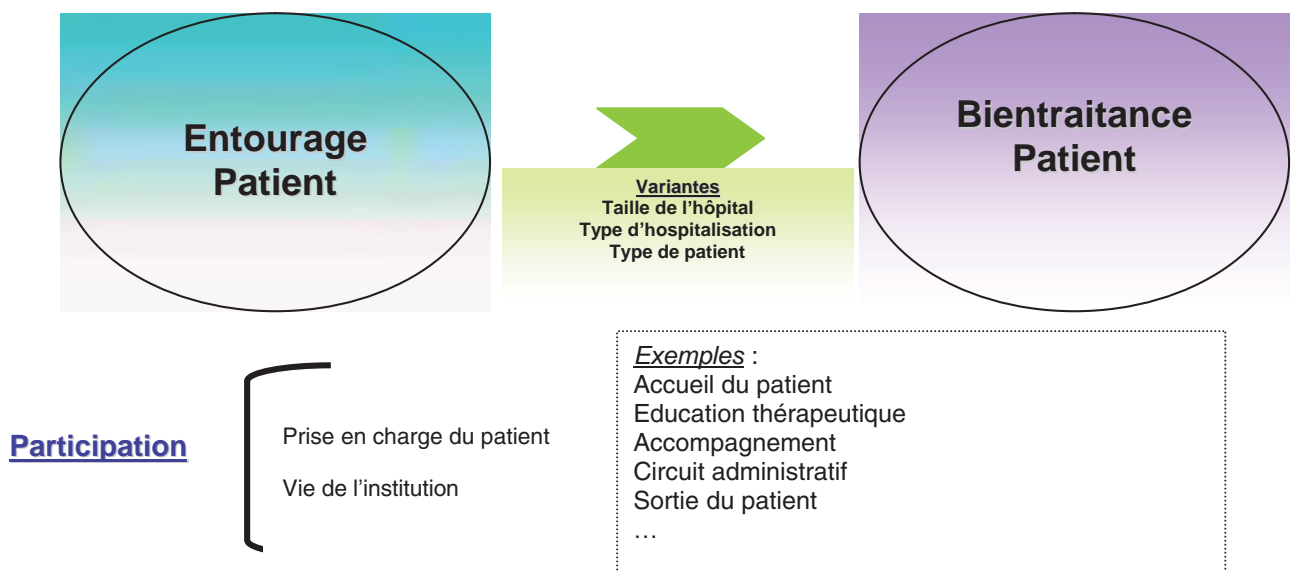 Entourage
Patient
Variantes
Taille de l'hôpital
Type d'hospitalisation
Type de patient
Bientraitance
Patient
Participation
Prise en charge du patient
Vie de l'institution
Exemples :
Accueil du patient
Education thérapeutique
Accompagnement
Circuit administratif
Sortie du patient
…